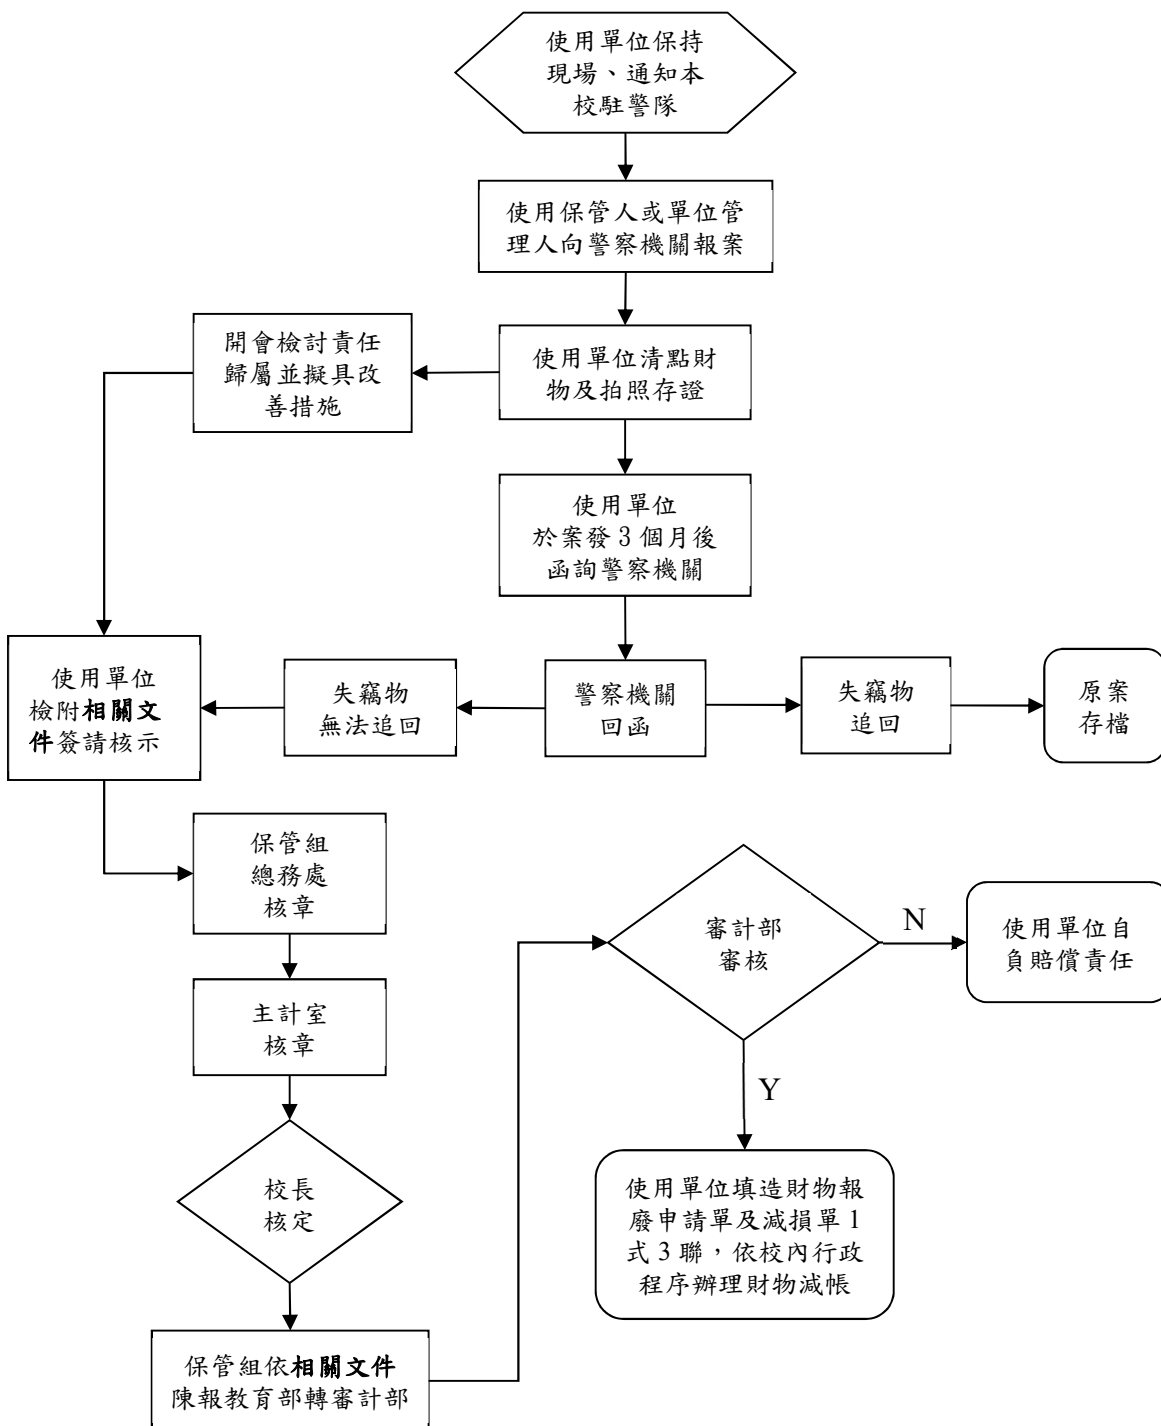 使用單位保持
現場、通知本
校駐警隊
使用保管人或單位管
理人向警察機關報案
開會檢討責任
歸屬並擬具改
善措施
使用單位清點財
物及拍照存證
使用單位
於案發 3 個月後
函詢警察機關
使用單位
檢附相關文
件簽請核示
失竊物
無法追回
警察機關
回函
失竊物
追回
原案
存檔
保管組
總務處
核章
主計室
核章
校長
核定
保管組依相關文件
陳報教育部轉審計部
審計部
審核
N
使用單位自
負賠償責任
Y
使用單位填造財物報
廢申請單及減損單 1
式 3 聯，依校內行政
程序辦理財物減帳